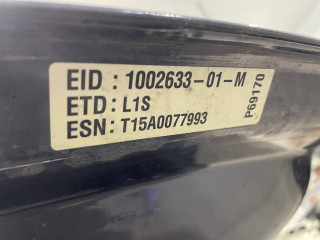 EID : 1002633-01-M
ETD : L1S
ESN : T15A0077993
P69170